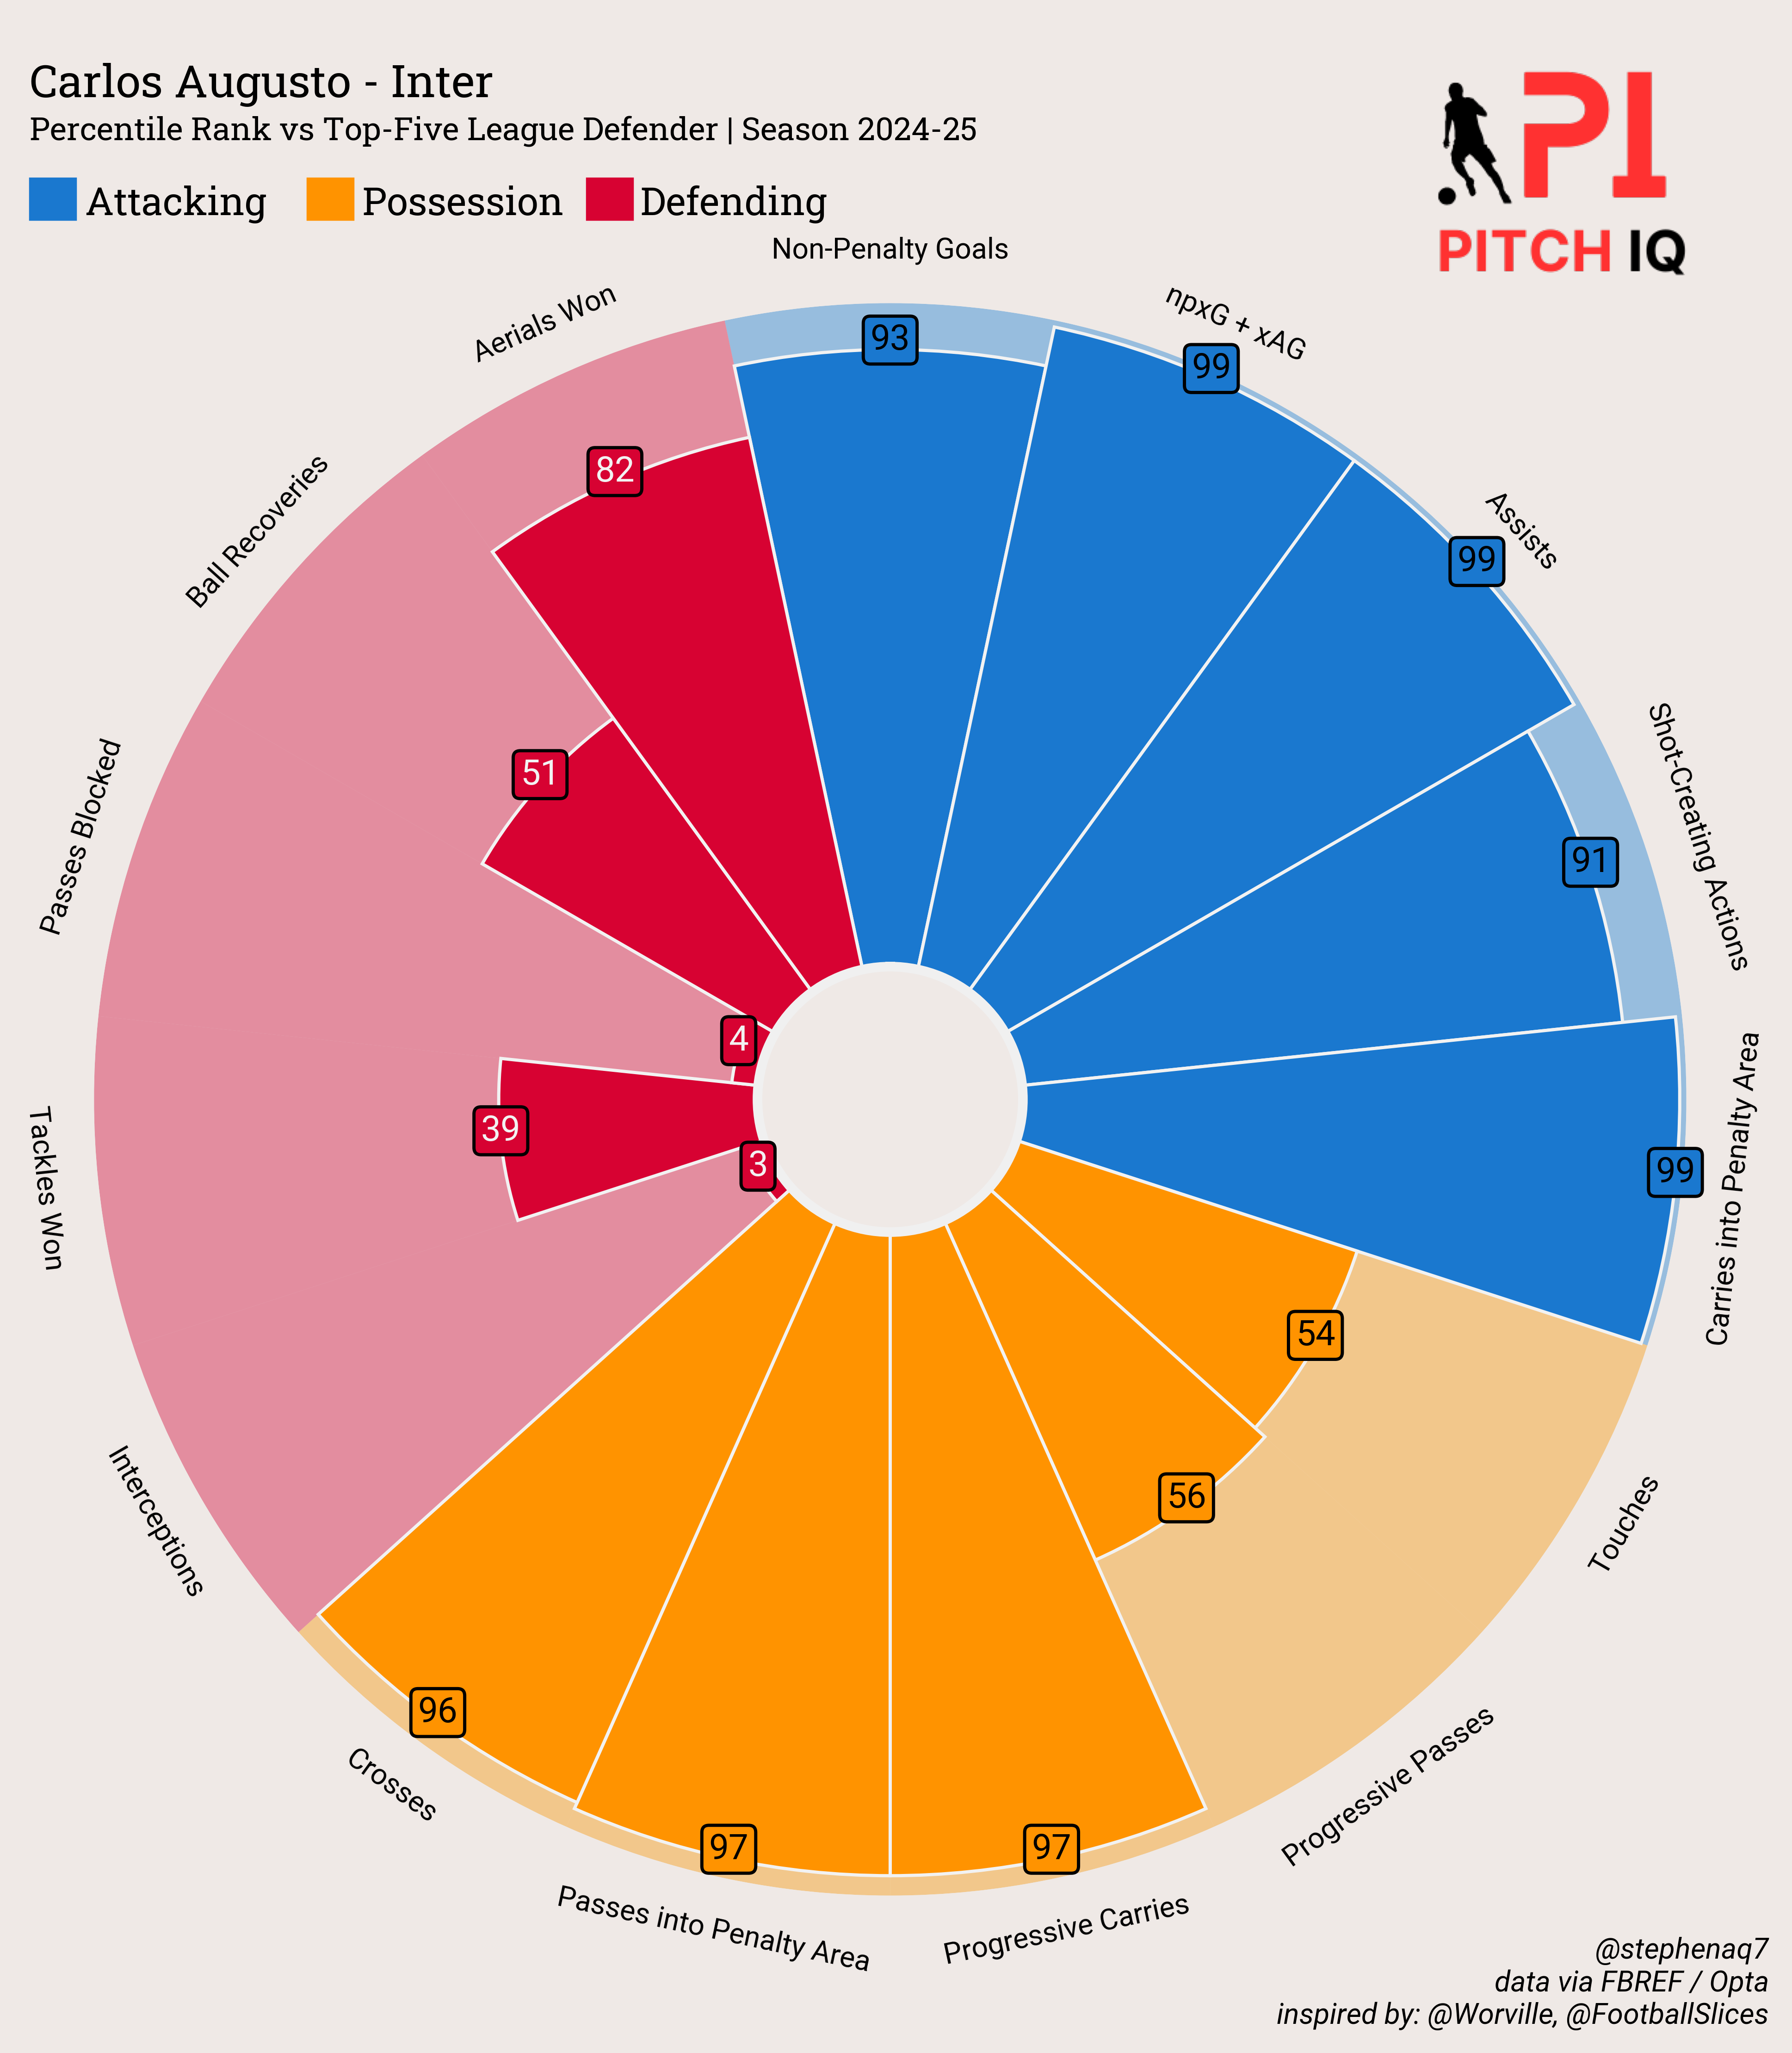 Carlos Augusto - Inter
Percentile Rank vs Top-Five League Defender | Season 2024-25
Attacking Possession Defending
PI
PITCH IQ
Non-Penalty Goals
93
npxG + xAG
99
Assists
99
Shot-Creating Actions
91
Carries into Penalty Area
99
Touches
54
Progressive Passes
56
Progressive Carries
97
Passes into Penalty Area
97
Crosses
96
Interceptions
3
Tackles Won
39
Passes Blocked
4
Ball Recoveries
51
Aerials Won
82
@stephenaq7
data via FBREF / Opta
inspired by: @Worville, @FootballSlices